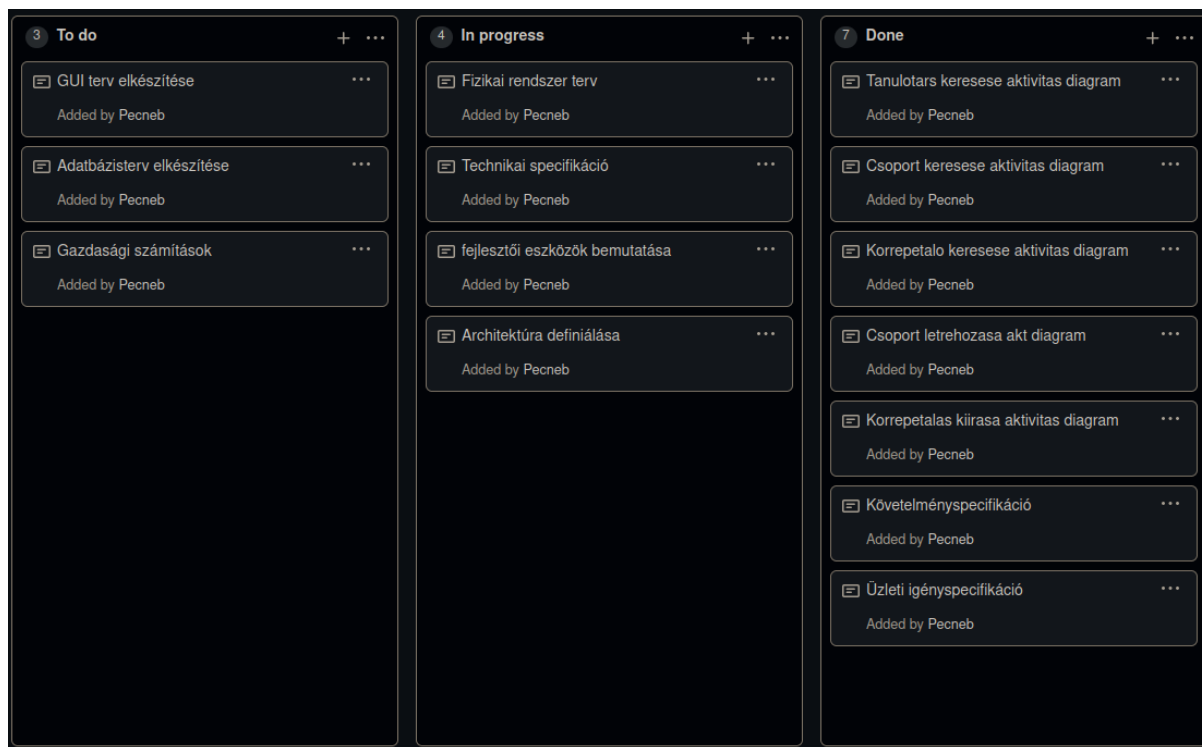 3 To do
GUI terv elkészítése
Added by Pecneb
Adatbázisterv elkészítése
Added by Pecneb
Gazdasági számítások
Added by Pecneb
4 In progress
Fizikai rendszer terv
Added by Pecneb
Technikai specifikáció
Added by Pecneb
fejlesztői eszközök bemutatása
Added by Pecneb
Architektúra definiálása
Added by Pecneb
7 Done
Tanulotars keresese aktivitas diagram
Added by Pecneb
Csoport keresese aktivitas diagram
Added by Pecneb
Korrepetalo keresese aktivitas diagram
Added by Pecneb
Csoport letrehozasa akt diagram
Added by Pecneb
Korrepetalas kiirasa aktivitas diagram
Added by Pecneb
Követelményspecifikáció
Added by Pecneb
Üzleti igényspecifikáció
Added by Pecneb